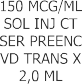 150 MCG/ML
SOL INJ CT
SER PREENC
VD TRANS X
2,0 ML